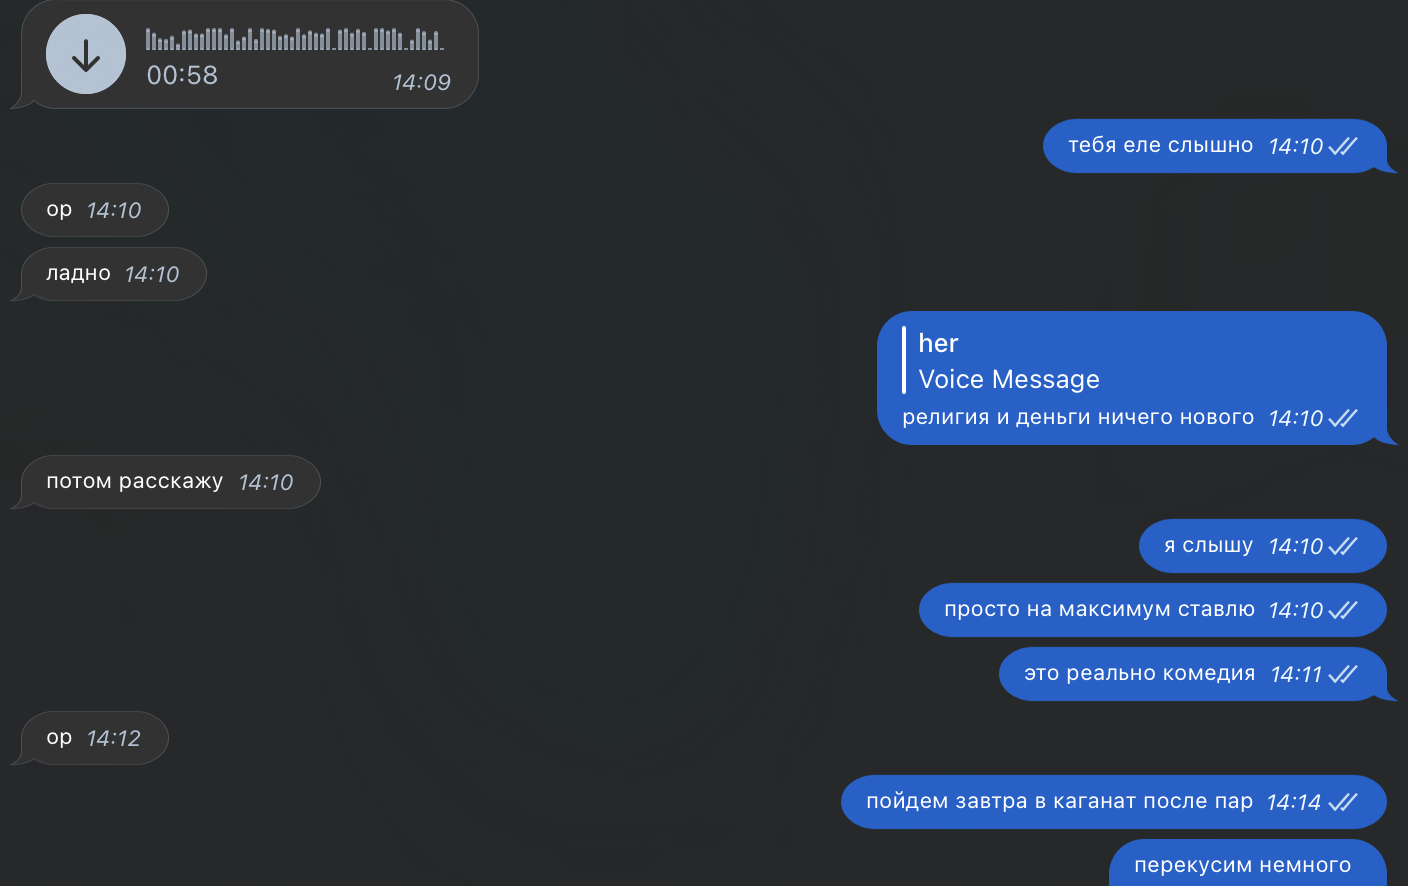 00:58 14:09
тебя еле слышно 14:10
ор 14:10
ладно 14:10
her
Voice Message
религия и деньги ничего нового 14:10
потом расскажу 14:10
я слышу 14:10
просто на максимум ставлю 14:10
это реально комедия 14:11
ор 14:12
пойдем завтра в каганат после пар 14:14
перекусим немного